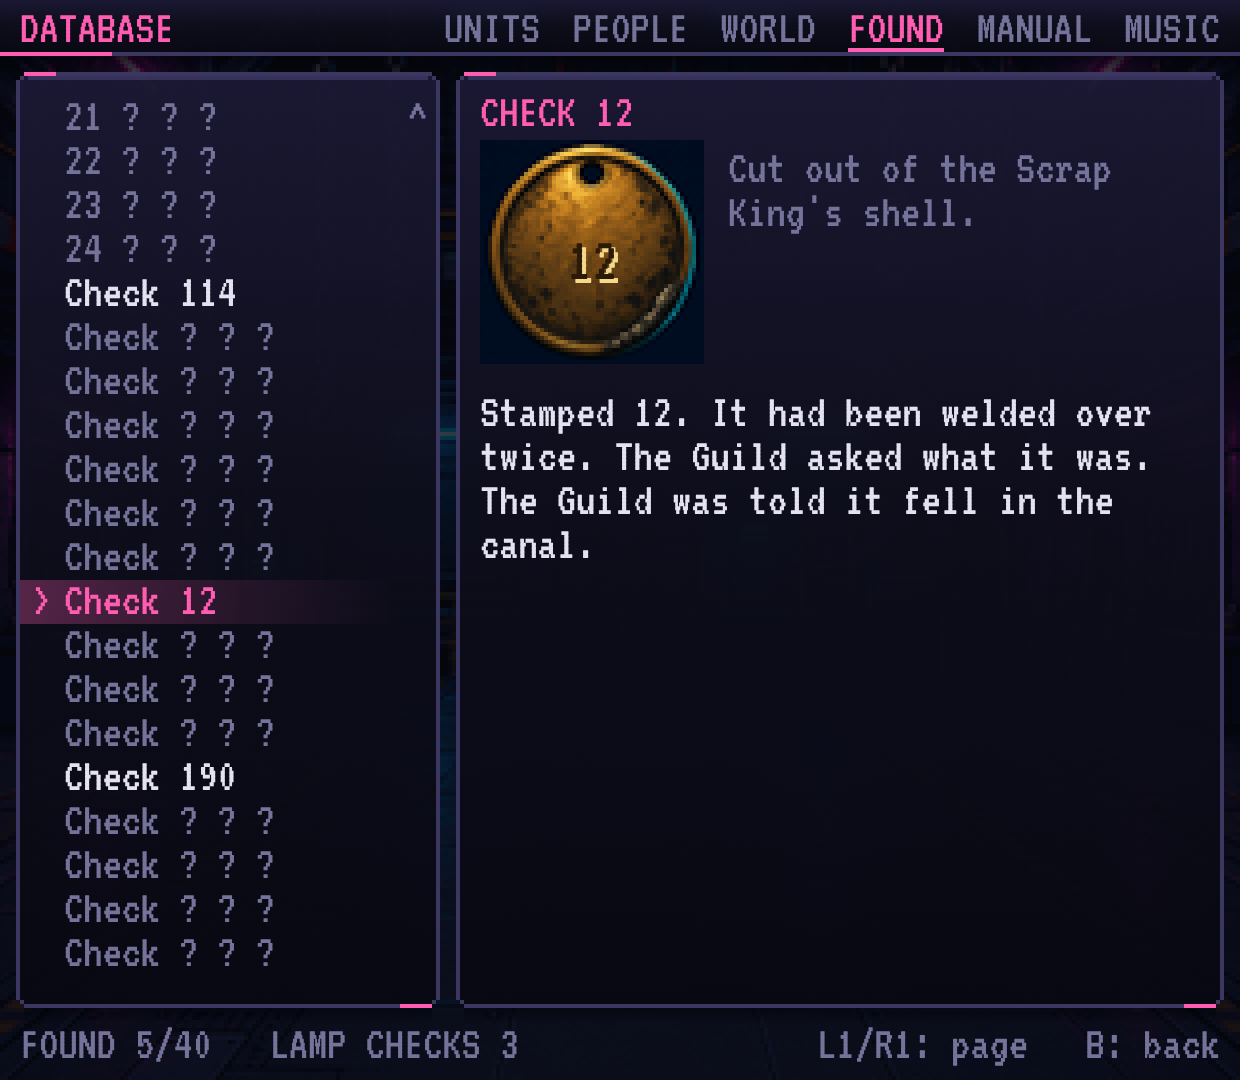 DATABASE UNITS PEOPLE WORLD FOUND MANUAL MUSIC
21 ? ? ?
22 ? ? ?
23 ? ? ?
24 ? ? ?
Check 114
Check ? ? ?
Check ? ? ?
Check ? ? ?
Check ? ? ?
Check ? ? ?
Check ? ? ?
> Check 12
Check ? ? ?
Check ? ? ?
Check ? ? ?
Check 190
Check ? ? ?
Check ? ? ?
Check ? ? ?
Check ? ? ?
CHECK 12
12
Cut out of the Scrap
King's shell.
Stamped 12. It had been welded over
twice. The Guild asked what it was.
The Guild was told it fell in the
canal.
FOUND 5/40 LAMP CHECKS 3 L1/R1: page B: back